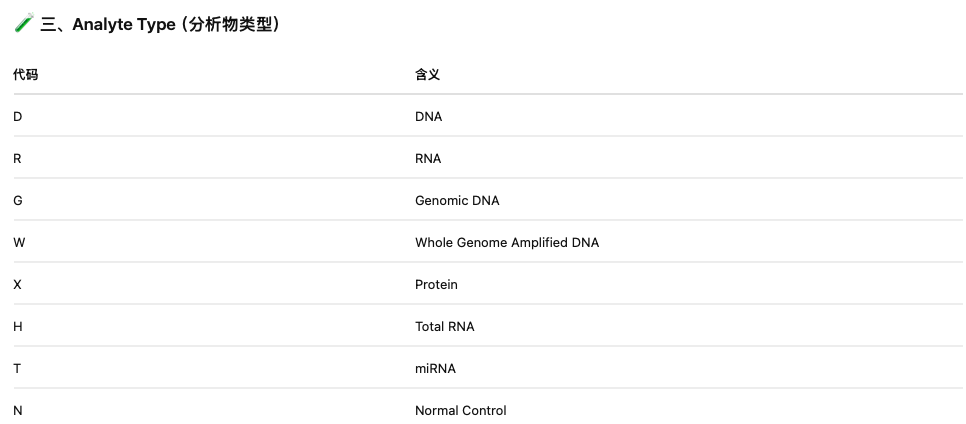 🧪 三、Analyte Type（分析物类型）
代码 含义
D DNA
R RNA
G Genomic DNA
W Whole Genome Amplified DNA
X Protein
H Total RNA
T miRNA
N Normal Control